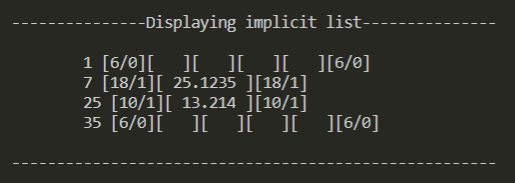 ---------------Displaying implicit list---------------
1 [6/0][   ][   ][   ][   ][6/0]
7 [18/1][ 25.1235 ][18/1]
25 [10/1][ 13.214 ][10/1]
35 [6/0][   ][   ][   ][   ][6/0]
------------------------------------------------------